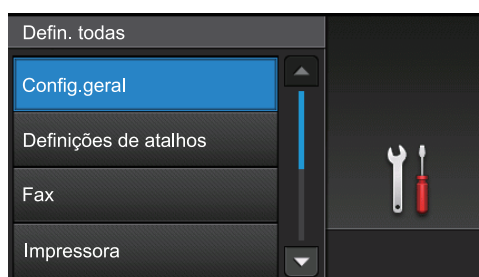 Defin. todas
Config.geral
Definições de atalhos
Fax
Impressora